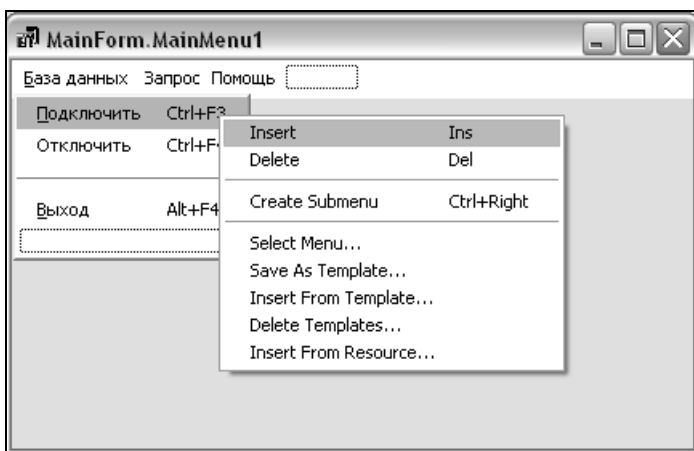 MainForm.MainMenu1
База данных Запрос Помощь
Подключить Ctrl+F3
Отключить
Выход Alt+F4
Insert Ins
Delete Del
Create Submenu Ctrl+Right
Select Menu...
Save As Template...
Insert From Template...
Delete Templates...
Insert From Resource...